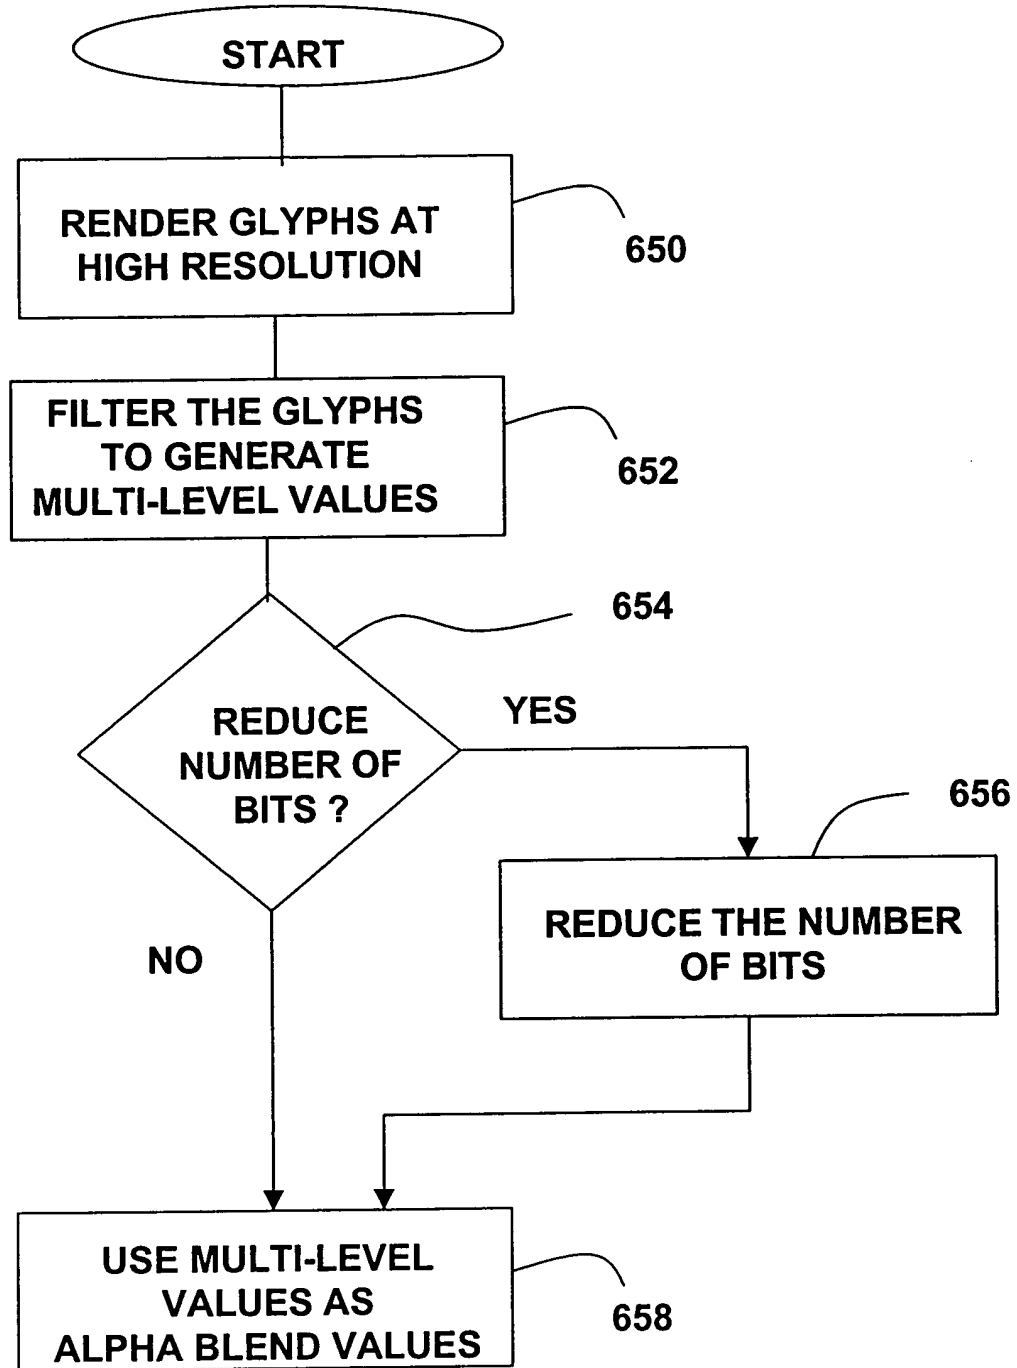 START
RENDER GLYPHS AT
HIGH RESOLUTION
650
FILTER THE GLYPHS
TO GENERATE
MULTI-LEVEL VALUES
652
654
REDUCE
NUMBER OF
BITS ?
YES
656
REDUCE THE NUMBER
OF BITS
NO
USE MULTI-LEVEL
VALUES AS
ALPHA BLEND VALUES
658